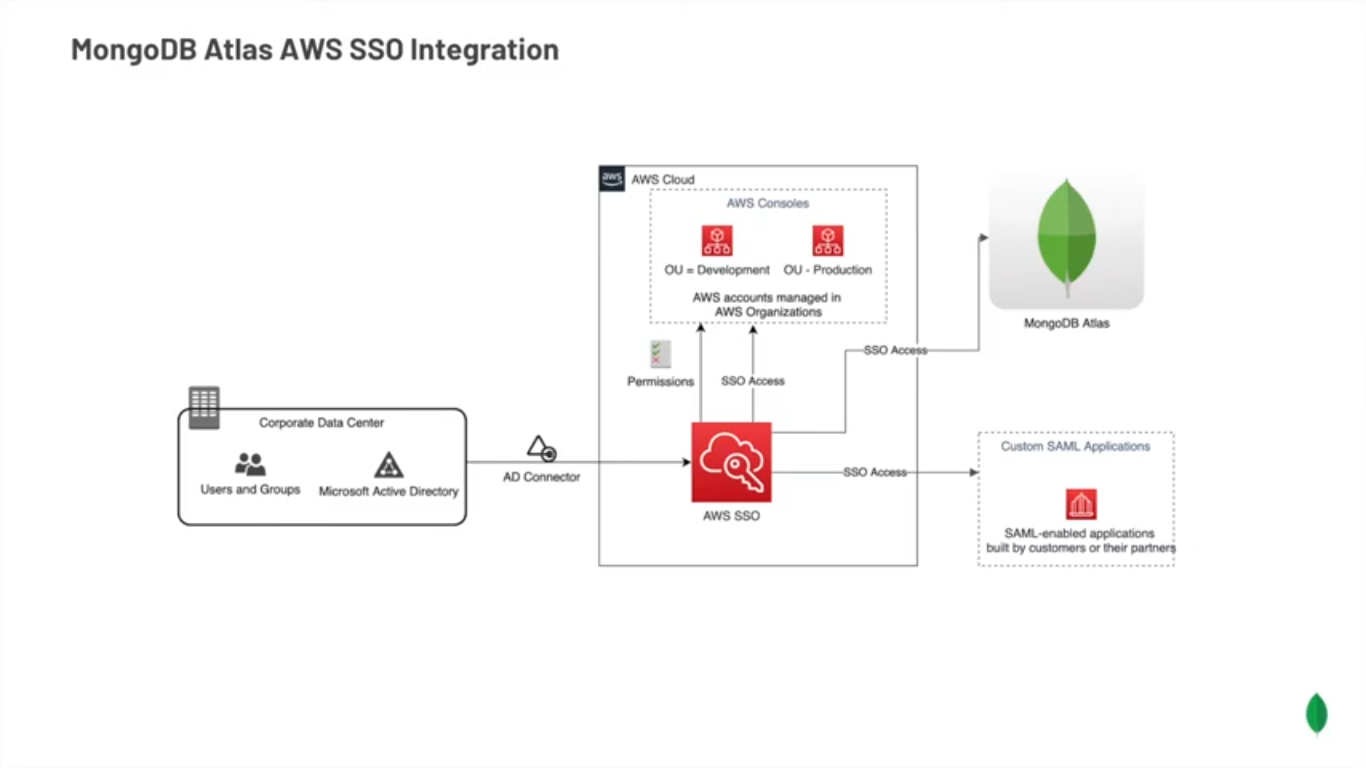 MongoDB Atlas AWS SSO Integration
aws
AWS Cloud
AWS Consoles
OU = Development
OU - Production
AWS accounts managed in
AWS Organizations
MongoDB Atlas
SSO Access
Permissions
SSO Access
Corporate Data Center
Users and Groups
Microsoft Active Directory
AD Connector
AWS SSO
SSO Access
Custom SAML Applications
SAML-enabled applications
built by customers or their partners